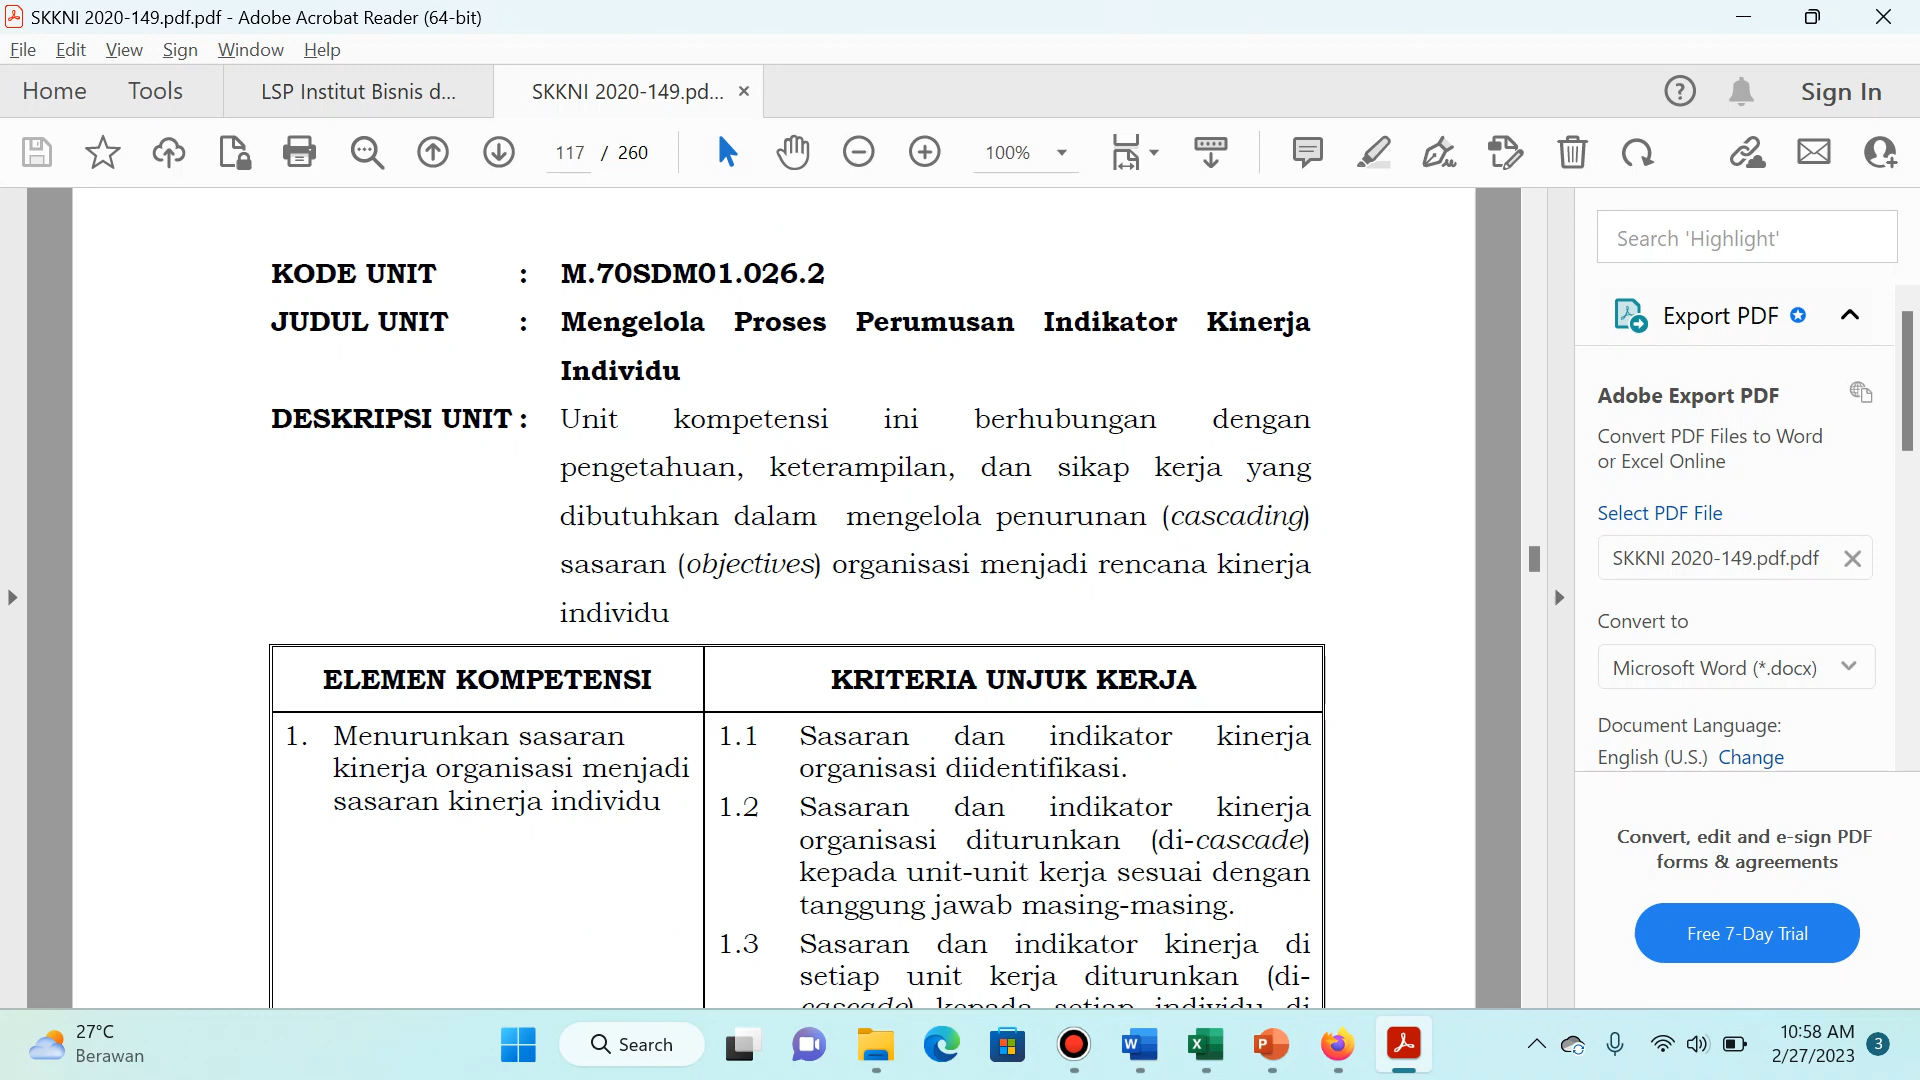 SKKNI 2020-149.pdf.pdf - Adobe Acrobat Reader (64-bit)
File Edit View Sign Window Help
Home Tools LSP Institut Bisnis d... SKKNI 2020-149.pd... × Sign In
117 / 260 100%
KODE UNIT : M.70SDM01.026.2
JUDUL UNIT : Mengelola Proses Perumusan Indikator Kinerja
Individu
DESKRIPSI UNIT : Unit kompetensi ini berhubungan dengan
pengetahuan, keterampilan, dan sikap kerja yang
dibutuhkan dalam mengelola penurunan (cascading)
sasaran (objectives) organisasi menjadi rencana kinerja
individu
ELEMEN KOMPETENSI KRITERIA UNJUK KERJA
1. Menurunkan sasaran
kinerja organisasi menjadi
sasaran kinerja individu
1.1 Sasaran dan indikator kinerja
organisasi diidentifikasi.
1.2 Sasaran dan indikator kinerja
organisasi diturunkan (di-cascade)
kepada unit-unit kerja sesuai dengan
tanggung jawab masing-masing.
1.3 Sasaran dan indikator kinerja di
setiap unit kerja diturunkan (di-
cascade) kepada setiap individu di
Search 'Highlight'
Export PDF
Adobe Export PDF
Convert PDF Files to Word
or Excel Online
Select PDF File
SKKNI 2020-149.pdf.pdf
Convert to
Microsoft Word (*.docx)
Document Language:
English (U.S.) Change
Convert, edit and e-sign PDF
forms & agreements
Free 7-Day Trial
27°C
Berawan
Search
10:58 AM
2/27/2023
3